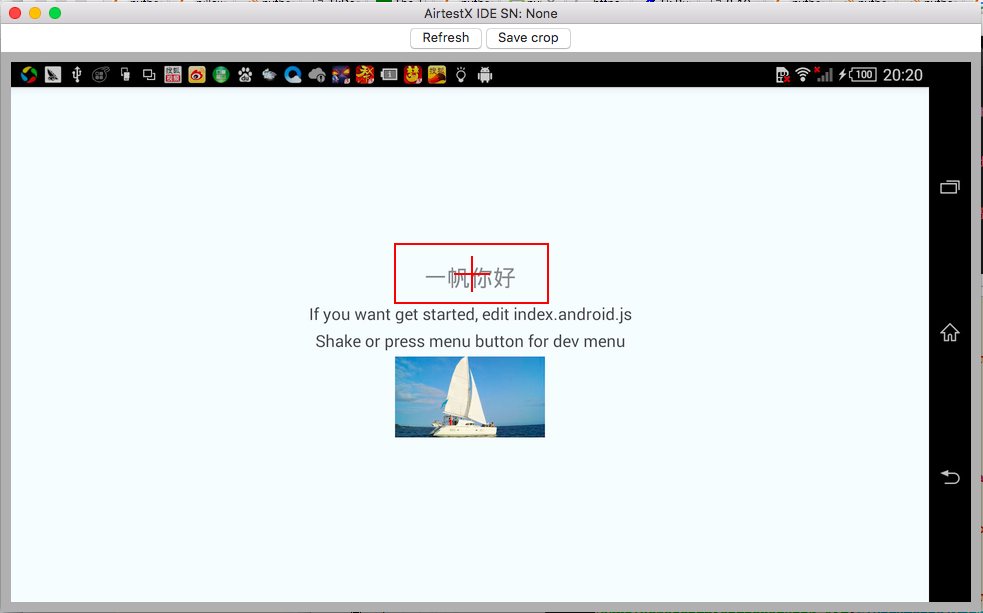 AirtestX IDE SN: None
Refresh Save crop
100 20:20
一帆你好
If you want get started, edit index.android.js
Shake or press menu button for dev menu